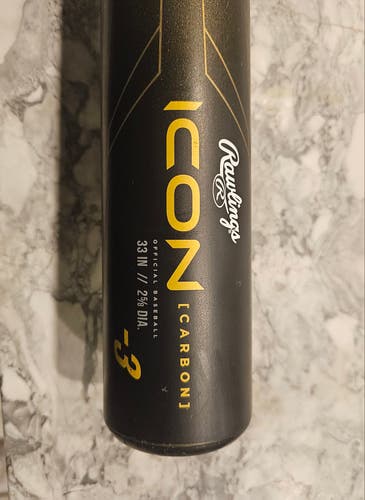 Rawlings
R
ICON
[CARBON]
OFFICIAL BASEBALL
33 IN // 2⅝ DIA.
-3